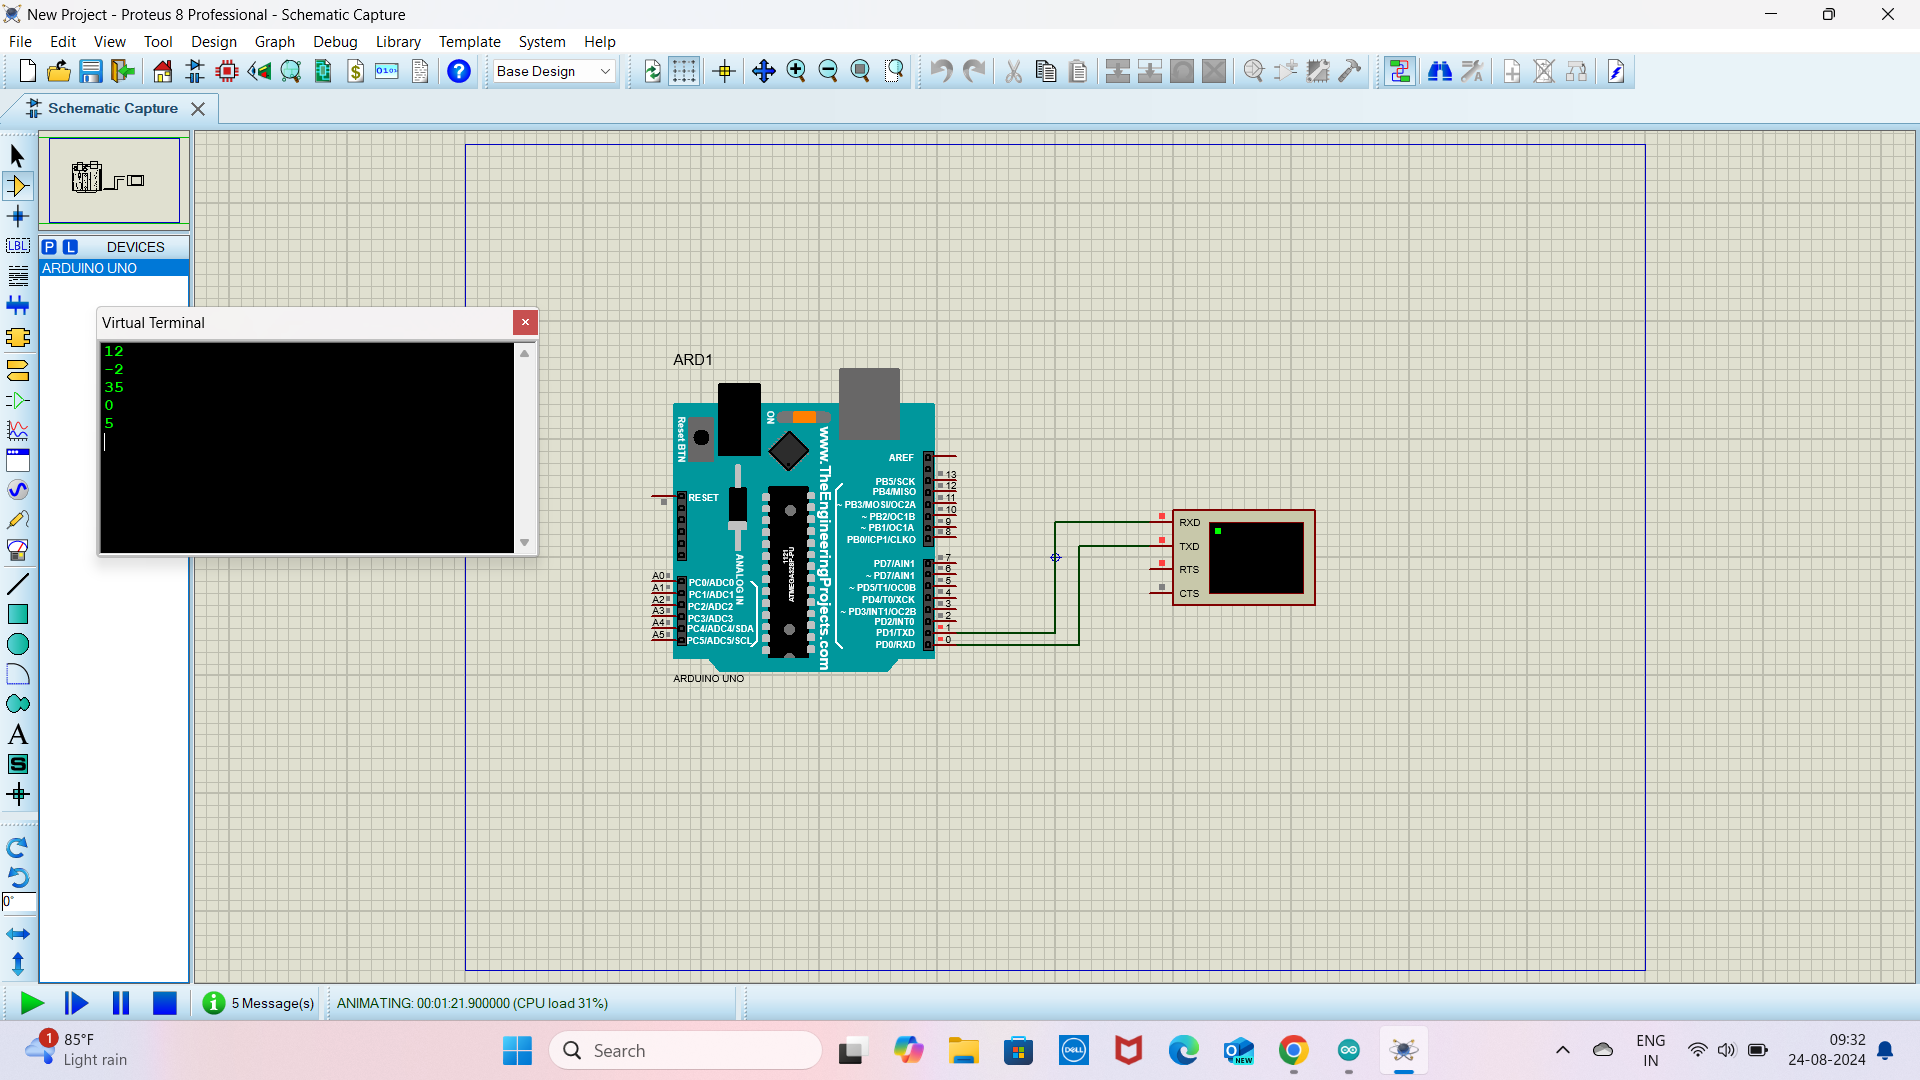 New Project - Proteus 8 Professional - Schematic Capture
File Edit View Tool Design Graph Debug Library Template System Help
Base Design
Schematic Capture
LBL
P L DEVICES
ARDUINO UNO
Virtual Terminal
12
-2
35
0
5
ARD1
Reset BTN
ON
www.TheEngineeringProjects.com
RESET
ANALOG IN
ATMEGA328P-PU
1121
A0 PC0/ADC0
A1 PC1/ADC1
A2 PC2/ADC2
A3 PC3/ADC3
A4 PC4/ADC4/SDA
A5 PC5/ADC5/SCL
AREF
13
PB5/SCK 12
PB4/MISO 11
~ PB3/MOSI/OC2A 10
~ PB2/OC1B 9
~ PB1/OC1A 8
PB0/ICP1/CLKO
PD7/AIN1 7
~ PD7/AIN1 6
~ PD5/T1/OC0B 5
PD4/T0/XCK 4
~ PD3/INT1/OC2B 3
PD2/INT0 2
PD1/TXD 1
PD0/RXD 0
ARDUINO UNO
RXD
TXD
RTS
CTS
A
S
0°
5 Message(s) ANIMATING: 00:01:21.900000 (CPU load 31%)
1
85°F
Light rain
Search
DELL
NEW
ENG
IN
09:32
24-08-2024